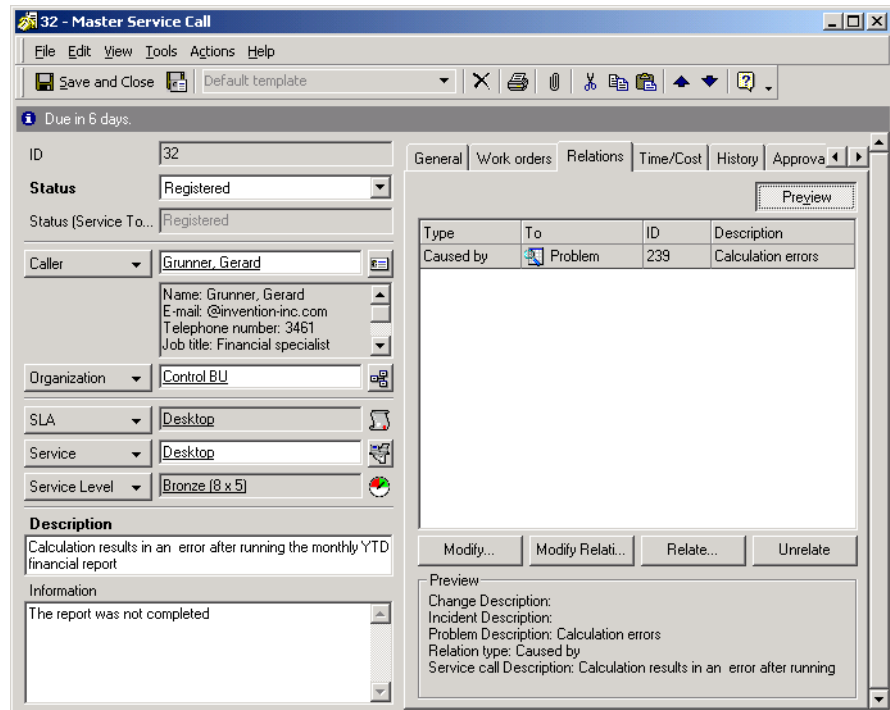 32 - Master Service Call
File Edit View Tools Actions Help
Save and Close Default template
Due in 6 days.
ID 32
Status Registered
Status (Service To... Registered
Caller Grunner, Gerard
Name: Grunner, Gerard
E-mail: @invention-inc.com
Telephone number: 3461
Job title: Financial specialist
Organization Control BU
SLA Desktop
Service Desktop
Service Level Bronze (8 x 5)
Description
Calculation results in an  error after running the monthly YTD
financial report
Information
The report was not completed
General Work orders Relations Time/Cost History Approva
Preview
Type To ID Description
Caused by Problem 239 Calculation errors
Modify... Modify Relati... Relate... Unrelate
Preview
Change Description:
Incident Description:
Problem Description: Calculation errors
Relation type: Caused by
Service call Description: Calculation results in an  error after running